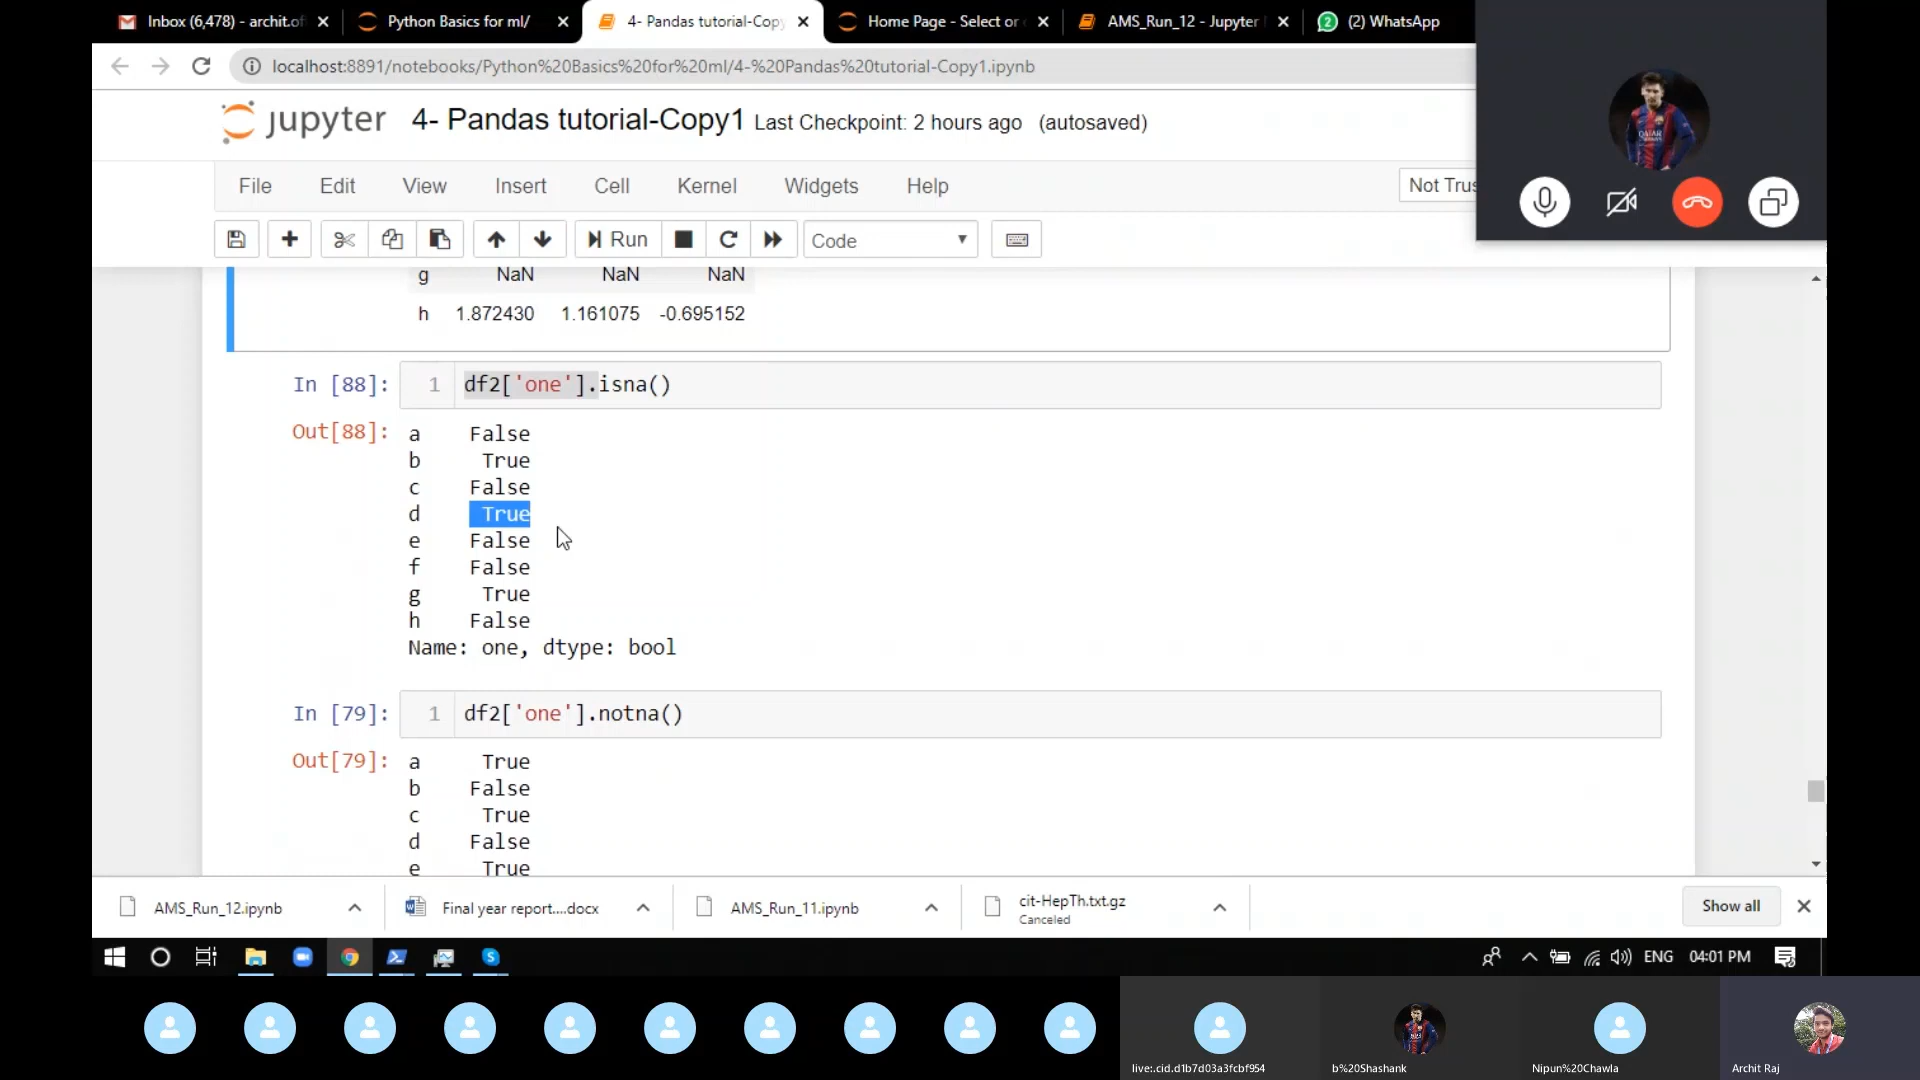 Inbox (6,478) - archit.of
Python Basics for ml/
4- Pandas tutorial-Copy
Home Page - Select or c
AMS_Run_12 - Jupyter
(2) WhatsApp
localhost:8891/notebooks/Python%20Basics%20for%20ml/4-%20Pandas%20tutorial-Copy1.ipynb
jupyter 4- Pandas tutorial-Copy1 Last Checkpoint: 2 hours ago (autosaved)
File Edit View Insert Cell Kernel Widgets Help
Not Trus
Run
Code
g NaN NaN NaN
h 1.872430 1.161075 -0.695152
In [88]: 1 df2['one'].isna()
Out[88]: a False
b True
c False
d True
e False
f False
g True
h False
Name: one, dtype: bool
In [79]: 1 df2['one'].notna()
Out[79]: a True
b False
c True
d False
e True
AMS_Run_12.ipynb
Final year report....docx
AMS_Run_11.ipynb
cit-HepTh.txt.gz
Canceled
Show all
ENG 04:01 PM
live:.cid.d1b7d03a3fcbf954
b%20Shashank
Nipun%20Chawla
Archit Raj